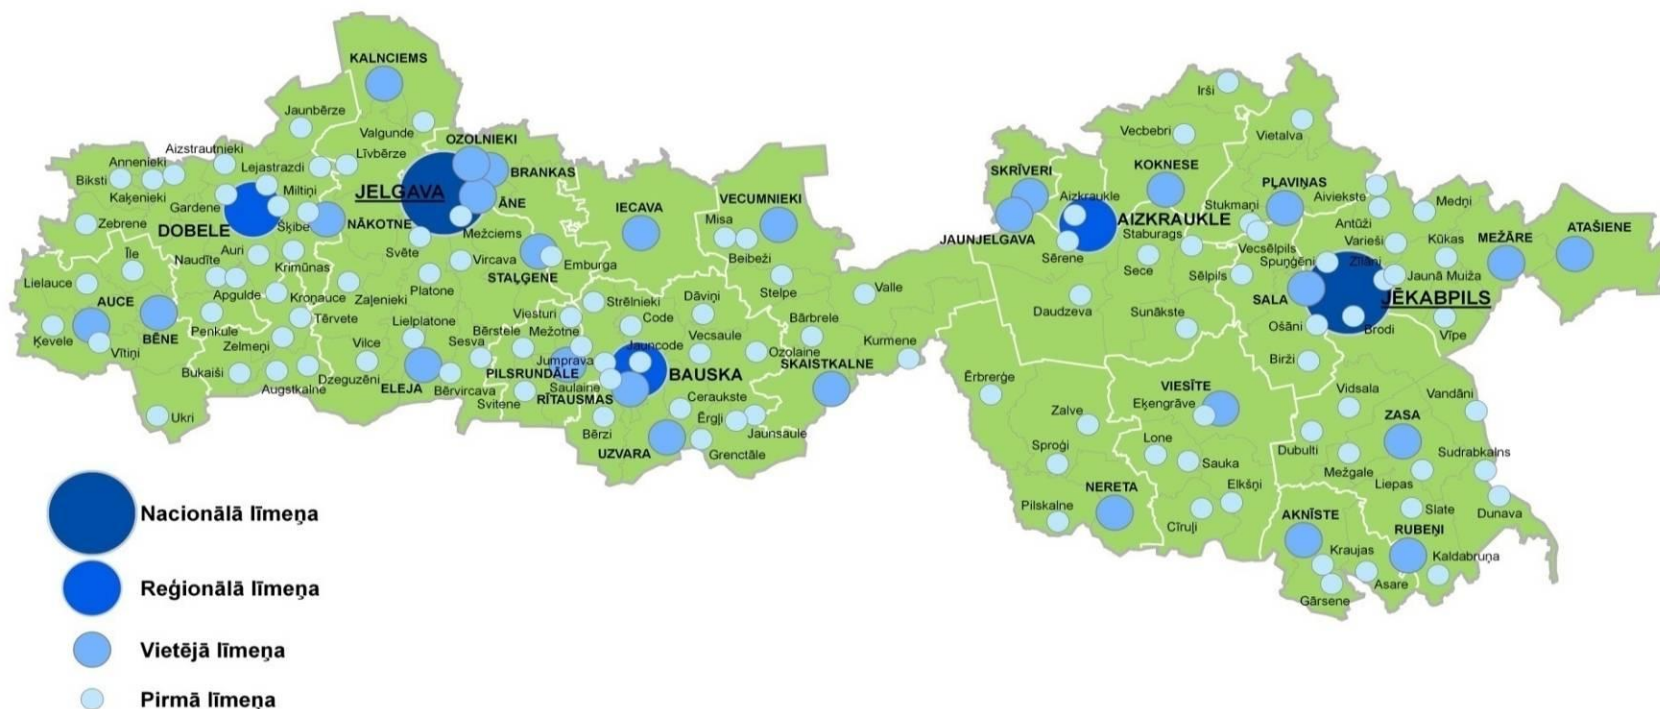 KALNCIEMS
Jaunbērze
Valgunde
Aizstrautnieki
OZOLNIEKI
Annenieki
Lejastrazdi
Līvbērze
Biksti
Kaķenieki
Miltiņi
JELGAVA
BRANKAS
Gardene
ĀNE
Zebrene
DOBELE
Šķibe
NĀKOTNE
Mežciems
IECAVA
VECUMNIEKI
Misa
Beibeži
Auri
Svēte
Vircava
STAĻĢENE
Emburga
Īle
Naudīte
Krimūnas
Lielauce
Apgulde
Platone
Stelpe
Zaļenieki
Kroņauce
AUCE
Penkule
Tērvete
Strēlnieki
Dāviņi
Valle
BĒNE
Lielplatone
Viesturi
Code
Bārbrele
Ķevele
Vītiņi
Zelmeņi
Bērstele
Mežotne
Vecsaule
Kurmene
Vilce
Sesva
Jauncode
Ozolaine
Bukaiši
Augstkalne
Dzeguzēni
ELEJA
Bērvircava
PILSRUNDĀLE
Jumprava
BAUSKA
SKAISTKALNE
Saulaine
Svitene
RĪTAUSMAS
Ceraukste
Ukri
Bērzi
Ērgļi
Jaunsaule
UZVARA
Grenctāle
Irši
Vecbebri
Vietalva
SKRĪVERI
KOKNESE
Aizkraukle
PĻAVIŅAS
Aiviekste
Medņi
Stukmaņi
AIZKRAUKLE
JAUNJELGAVA
Staburags
Antūži
Sērene
Vecsēlpils
Varieši
Kūkas
MEŽĀRE
ATAŠIENE
Sece
Spuņģēni
Zīlāni
Sēlpils
Jaunā Muiža
SALA
JĒKABPILS
Daudzeva
Sunākste
Ošāni
Brodi
Vīpe
Birži
Ērberģe
VIESĪTE
Vidsala
Vandāni
Eķengrāve
Zalve
ZASA
Sproģi
Lone
Dubulti
Sudrabkalns
Sauka
Mežgale
Liepas
NERETA
Elkšņi
Pilskalne
Slate
Dunava
Cīruļi
AKNĪSTE
RUBEŅI
Kraujas
Kaldabruņa
Asare
Gārsene
Nacionālā līmeņa
Reģionālā līmeņa
Vietējā līmeņa
Pirmā līmeņa